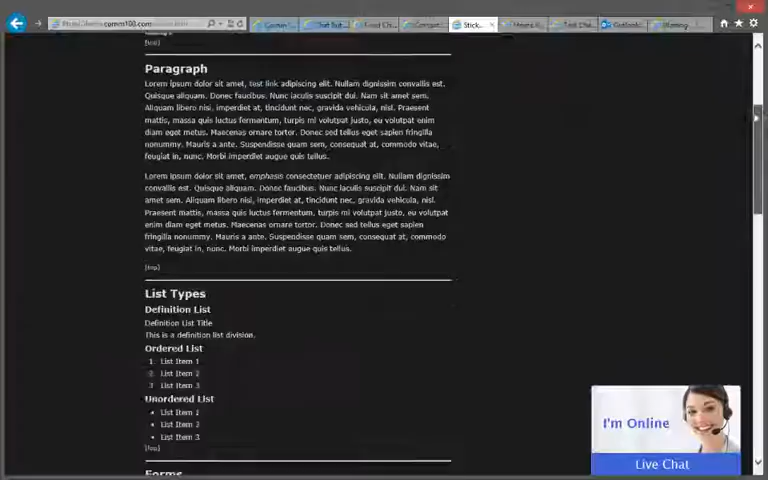 comm100.com
Stick...
Outlook...
[top]
Paragraph
Lorem ipsum dolor sit amet, test link adipiscing elit. Nullam dignissim convallis est.
Quisque aliquam. Donec faucibus. Nunc iaculis suscipit dui. Nam sit amet sem.
Aliquam libero nisi, imperdiet at, tincidunt nec, gravida vehicula, nisl. Praesent
mattis, massa quis luctus fermentum, turpis mi volutpat justo, eu volutpat enim
diam eget metus. Maecenas ornare tortor. Donec sed tellus eget sapien fringilla
nonummy. Mauris a ante. Suspendisse quam sem, consequat at, commodo vitae,
feugiat in, nunc. Morbi imperdiet augue quis tellus.
Lorem ipsum dolor sit amet, emphasis consectetuer adipiscing elit. Nullam dignissim
convallis est. Quisque aliquam. Donec faucibus. Nunc iaculis suscipit dui. Nam sit
amet sem. Aliquam libero nisi, imperdiet at, tincidunt nec, gravida vehicula, nisl.
Praesent mattis, massa quis luctus fermentum, turpis mi volutpat justo, eu volutpat
enim diam eget metus. Maecenas ornare tortor. Donec sed tellus eget sapien
fringilla nonummy. Mauris a ante. Suspendisse quam sem, consequat at, commodo
vitae, feugiat in, nunc. Morbi imperdiet augue quis tellus.
[top]
List Types
Definition List
Definition List Title
This is a definition list division.
Ordered List
1 List Item 1
2 List Item 2
3 List Item 3
Unordered List
• List Item 1
• List Item 2
• List Item 3
[top]
Forms
I'm Online
Live Chat